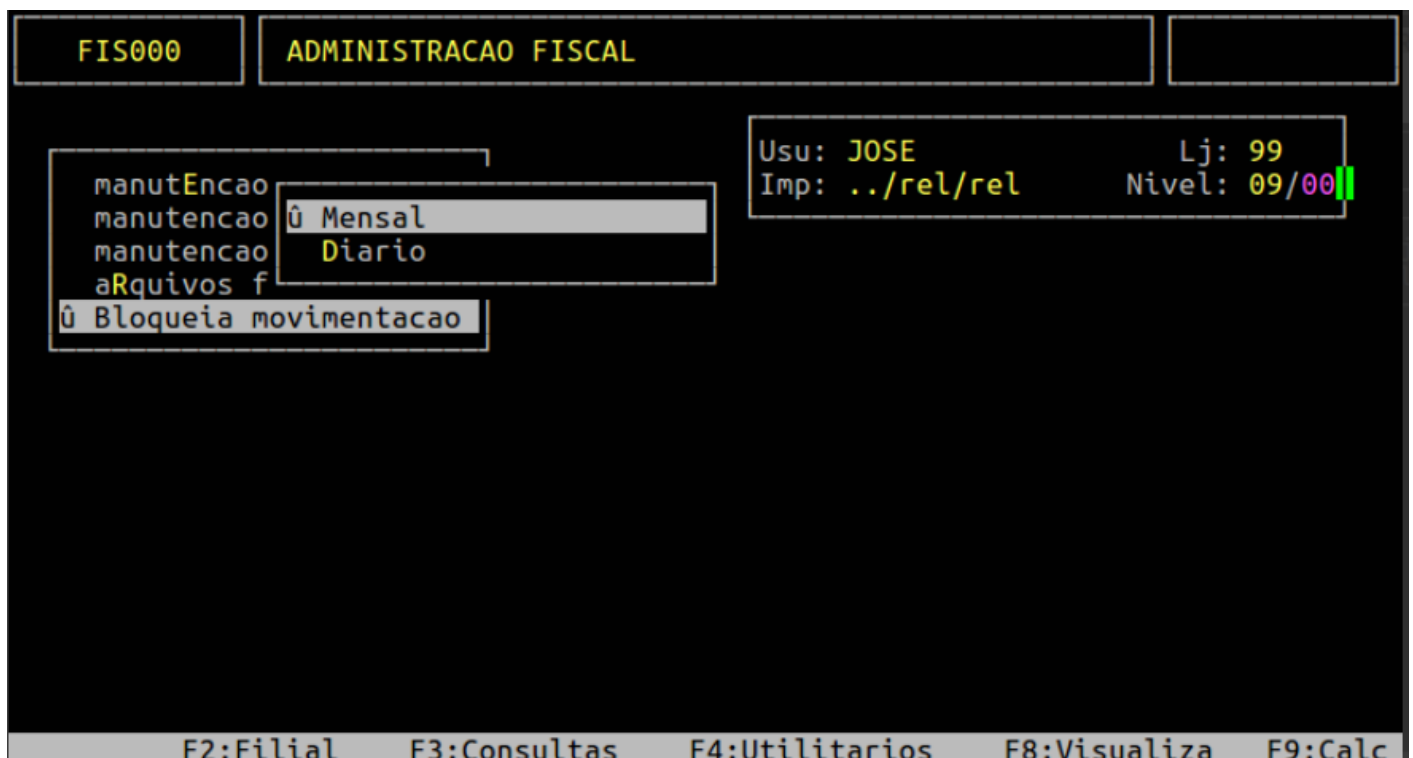 FIS000 ADMINISTRACAO FISCAL
Usu: JOSE Lj: 99
Imp: ../rel/rel Nivel: 09/00
manutEncao
manutencao û Mensal
manutencao Diario
aRquivos f
û Bloqueia movimentacao
F2:Filial F3:Consultas F4:Utilitarios F8:Visualiza F9:Calc